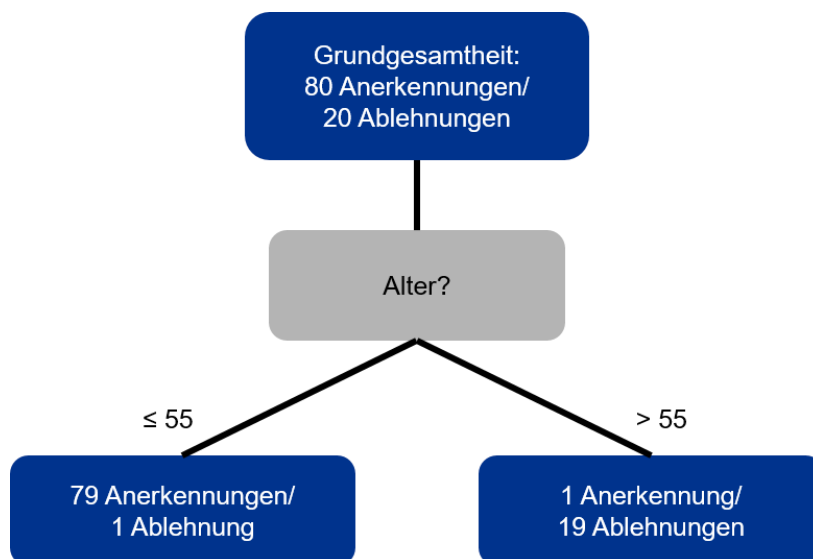 Grundgesamtheit:
80 Anerkennungen/
20 Ablehnungen
Alter?
≤ 55
> 55
79 Anerkennungen/
1 Ablehnung
1 Anerkennung/
19 Ablehnungen